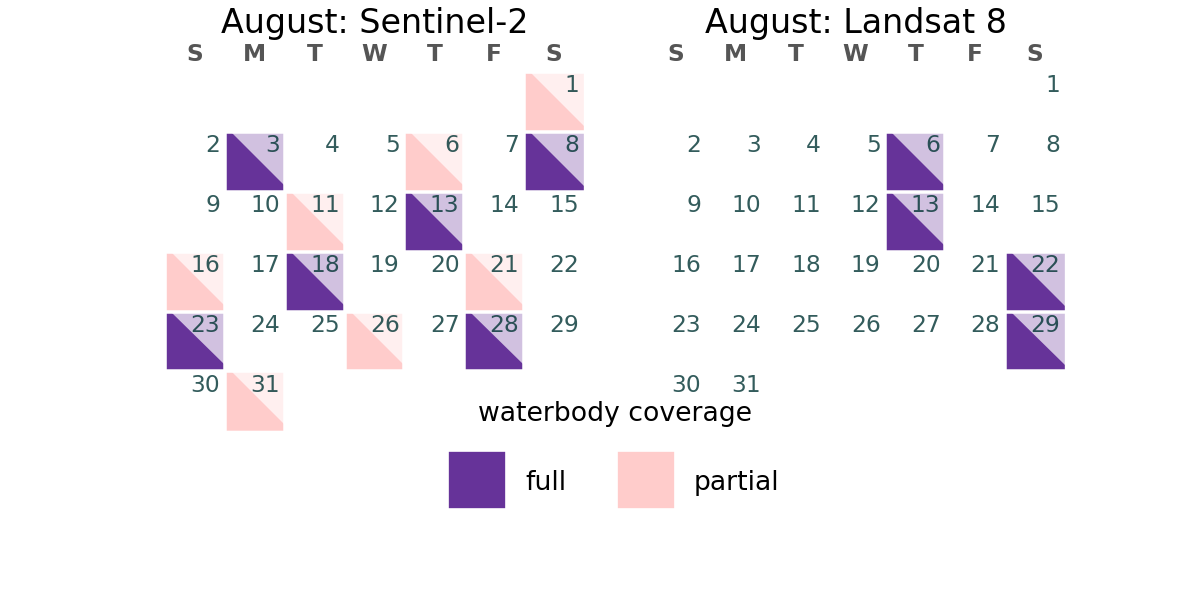 August: Sentinel-2
S M T W T F S
1
2 3 4 5 6 7 8
9 10 11 12 13 14 15
16 17 18 19 20 21 22
23 24 25 26 27 28 29
30 31
August: Landsat 8
S M T W T F S
1
2 3 4 5 6 7 8
9 10 11 12 13 14 15
16 17 18 19 20 21 22
23 24 25 26 27 28 29
30 31
waterbody coverage
full
partial